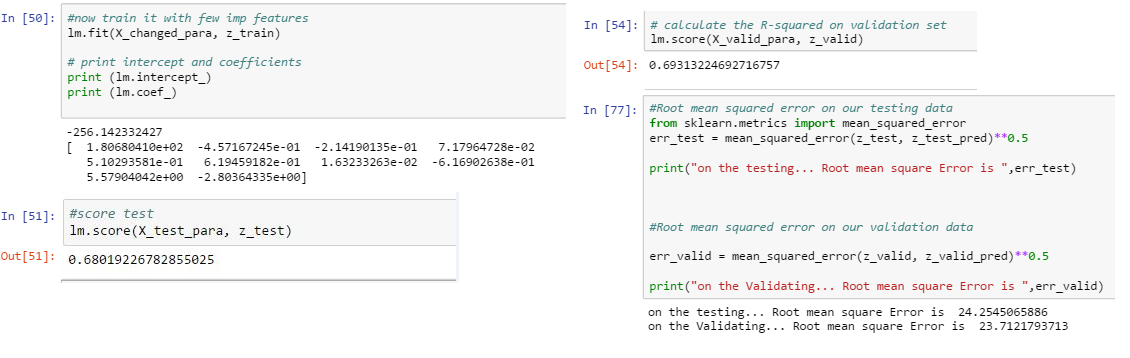 In [50]: #now train it with few imp features
lm.fit(X_changed_para, z_train)
# print intercept and coefficients
print (lm.intercept_)
print (lm.coef_)
-256.142332427
[ 1.80680410e+02 -4.57167245e-01 -2.14190135e-01 7.17964728e-02
5.10293581e-01 6.19459182e-01 1.63233263e-02 -6.16902638e-01
5.57904042e+00 -2.80364335e+00]
In [51]: #score test
lm.score(X_test_para, z_test)
Out[51]: 0.68019226782855025
In [54]: # calculate the R-squared on validation set
lm.score(X_valid_para, z_valid)
Out[54]: 0.69313224692716757
In [77]: #Root mean squared error on our testing data
from sklearn.metrics import mean_squared_error
err_test = mean_squared_error(z_test, z_test_pred)**0.5
print("on the testing... Root mean square Error is ",err_test)
#Root mean squared error on our validation data
err_valid = mean_squared_error(z_valid, z_valid_pred)**0.5
print("on the Validating... Root mean square Error is ",err_valid)
on the testing... Root mean square Error is 24.2545065886
on the Validating... Root mean square Error is 23.7121793713